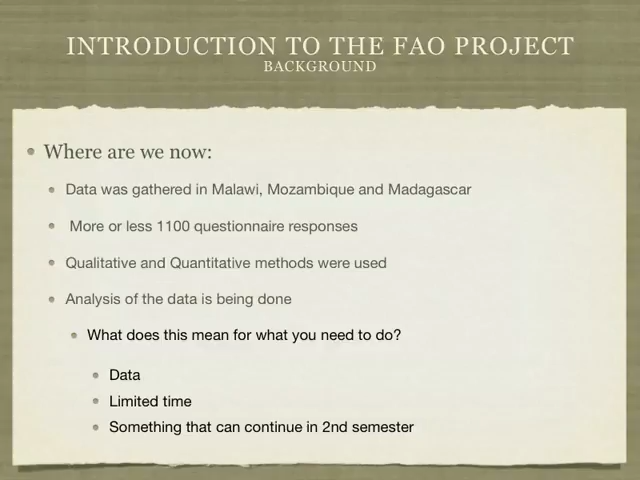 INTRODUCTION TO THE FAO PROJECT
BACKGROUND
Where are we now:
Data was gathered in Malawi, Mozambique and Madagascar
More or less 1100 questionnaire responses
Qualitative and Quantitative methods were used
Analysis of the data is being done
What does this mean for what you need to do?
Data
Limited time
Something that can continue in 2nd semester